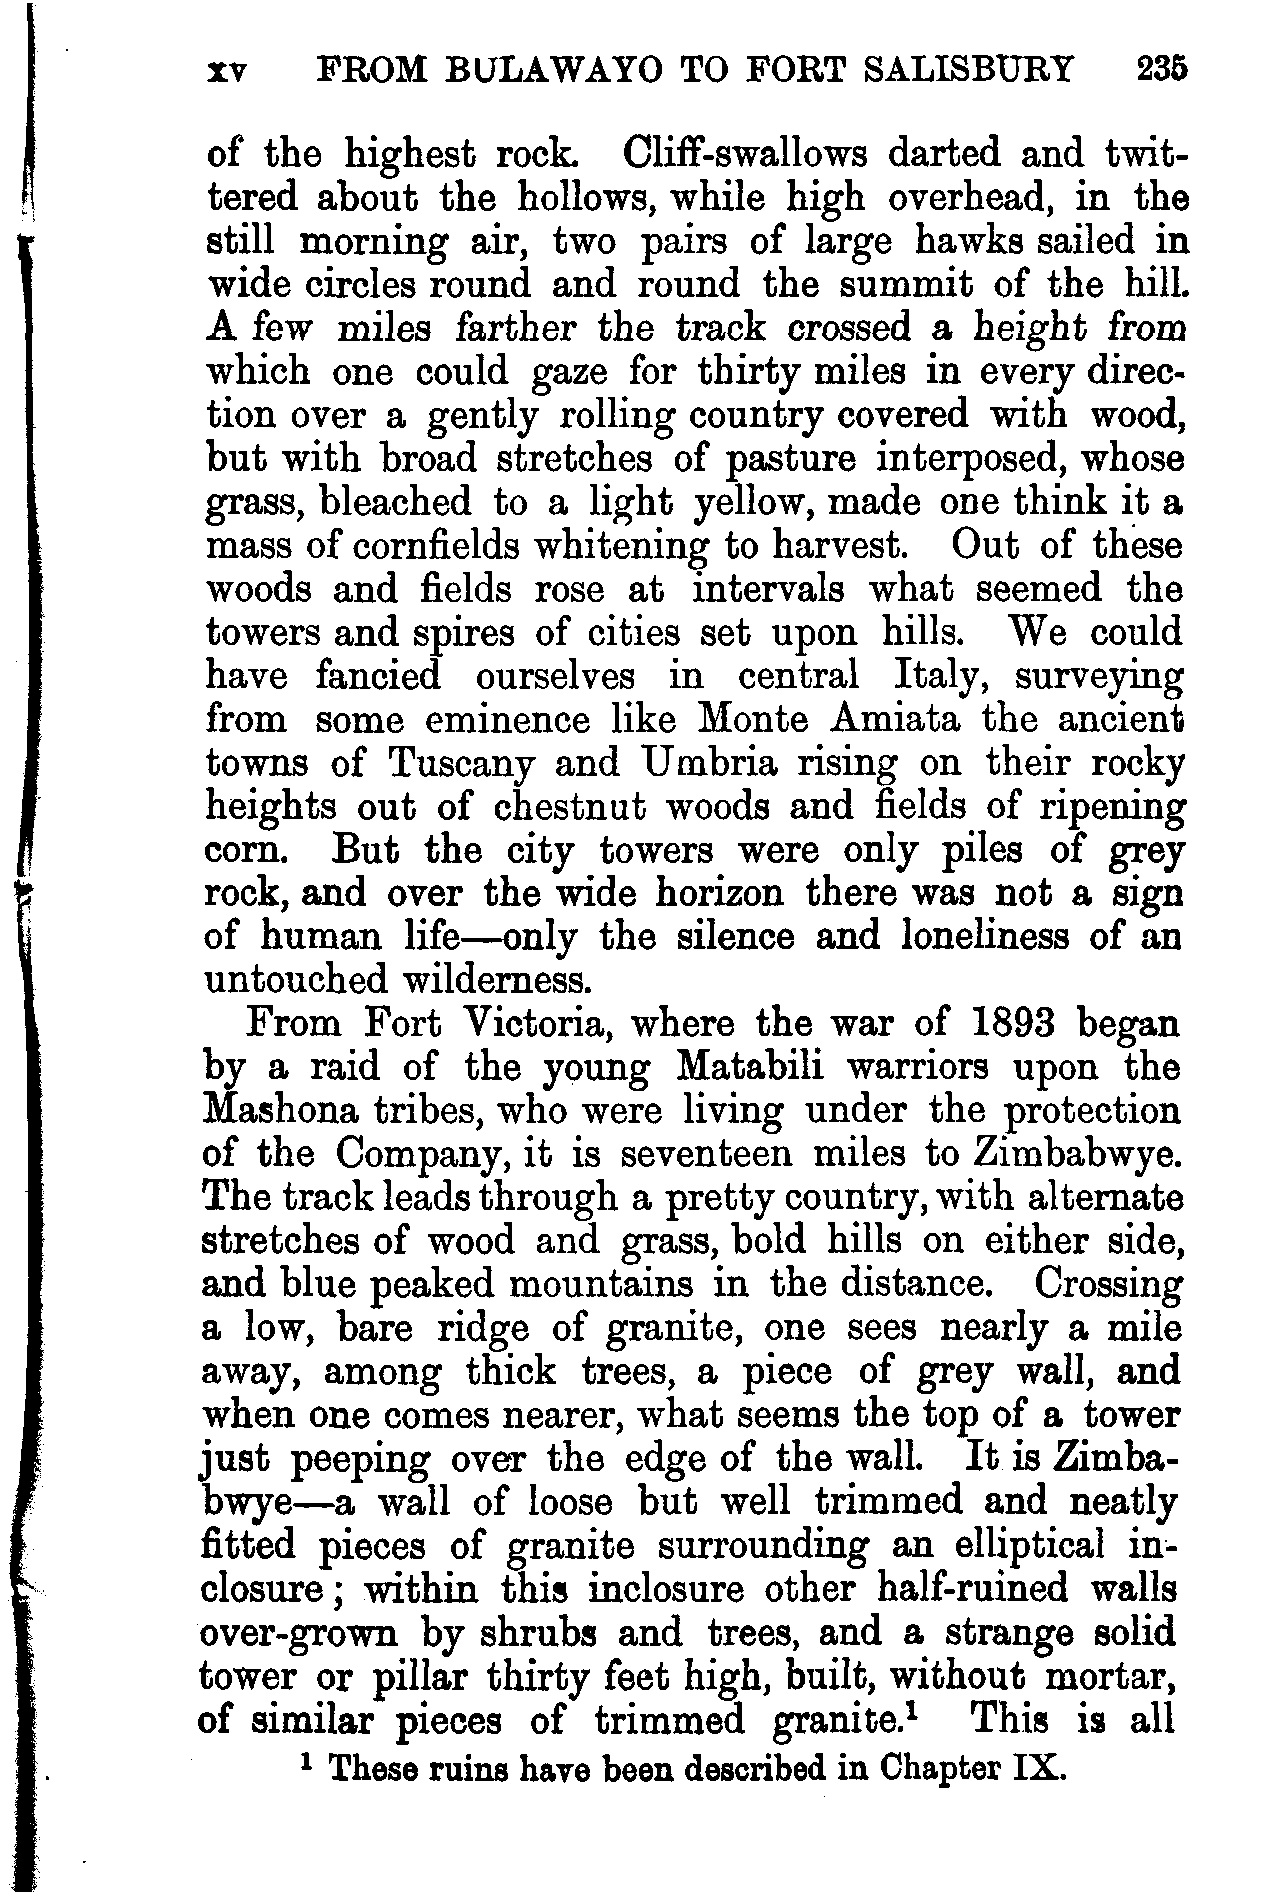 xv FROM BULAWAYO TO FORT SALISBURY 235
of the highest rock. Cliff-swallows darted and twit-
tered about the hollows, while high overhead, in the
still morning air, two pairs of large hawks sailed in
wide circles round and round the summit of the hill.
A few miles farther the track crossed a height from
which one could gaze for thirty miles in every direc-
tion over a gently rolling country covered with wood,
but with broad stretches of pasture interposed, whose
grass, bleached to a light yellow, made one think it a
mass of cornfields whitening to harvest. Out of these
woods and fields rose at intervals what seemed the
towers and spires of cities set upon hills. We could
have fancied ourselves in central Italy, surveying
from some eminence like Monte Amiata the ancient
towns of Tuscany and Umbria rising on their rocky
heights out of chestnut woods and fields of ripening
corn. But the city towers were only piles of grey
rock, and over the wide horizon there was not a sign
of human life—only the silence and loneliness of an
untouched wilderness.
From Fort Victoria, where the war of 1893 began
by a raid of the young Matabili warriors upon the
Mashona tribes, who were living under the protection
of the Company, it is seventeen miles to Zimbabwye.
The track leads through a pretty country, with alternate
stretches of wood and grass, bold hills on either side,
and blue peaked mountains in the distance. Crossing
a low, bare ridge of granite, one sees nearly a mile
away, among thick trees, a piece of grey wall, and
when one comes nearer, what seems the top of a tower
just peeping over the edge of the wall. It is Zimba-
bwye—a wall of loose but well trimmed and neatly
fitted pieces of granite surrounding an elliptical in-
closure; within this inclosure other half-ruined walls
over-grown by shrubs and trees, and a strange solid
tower or pillar thirty feet high, built, without mortar,
of similar pieces of trimmed granite.¹ This is all
¹ These ruins have been described in Chapter IX.